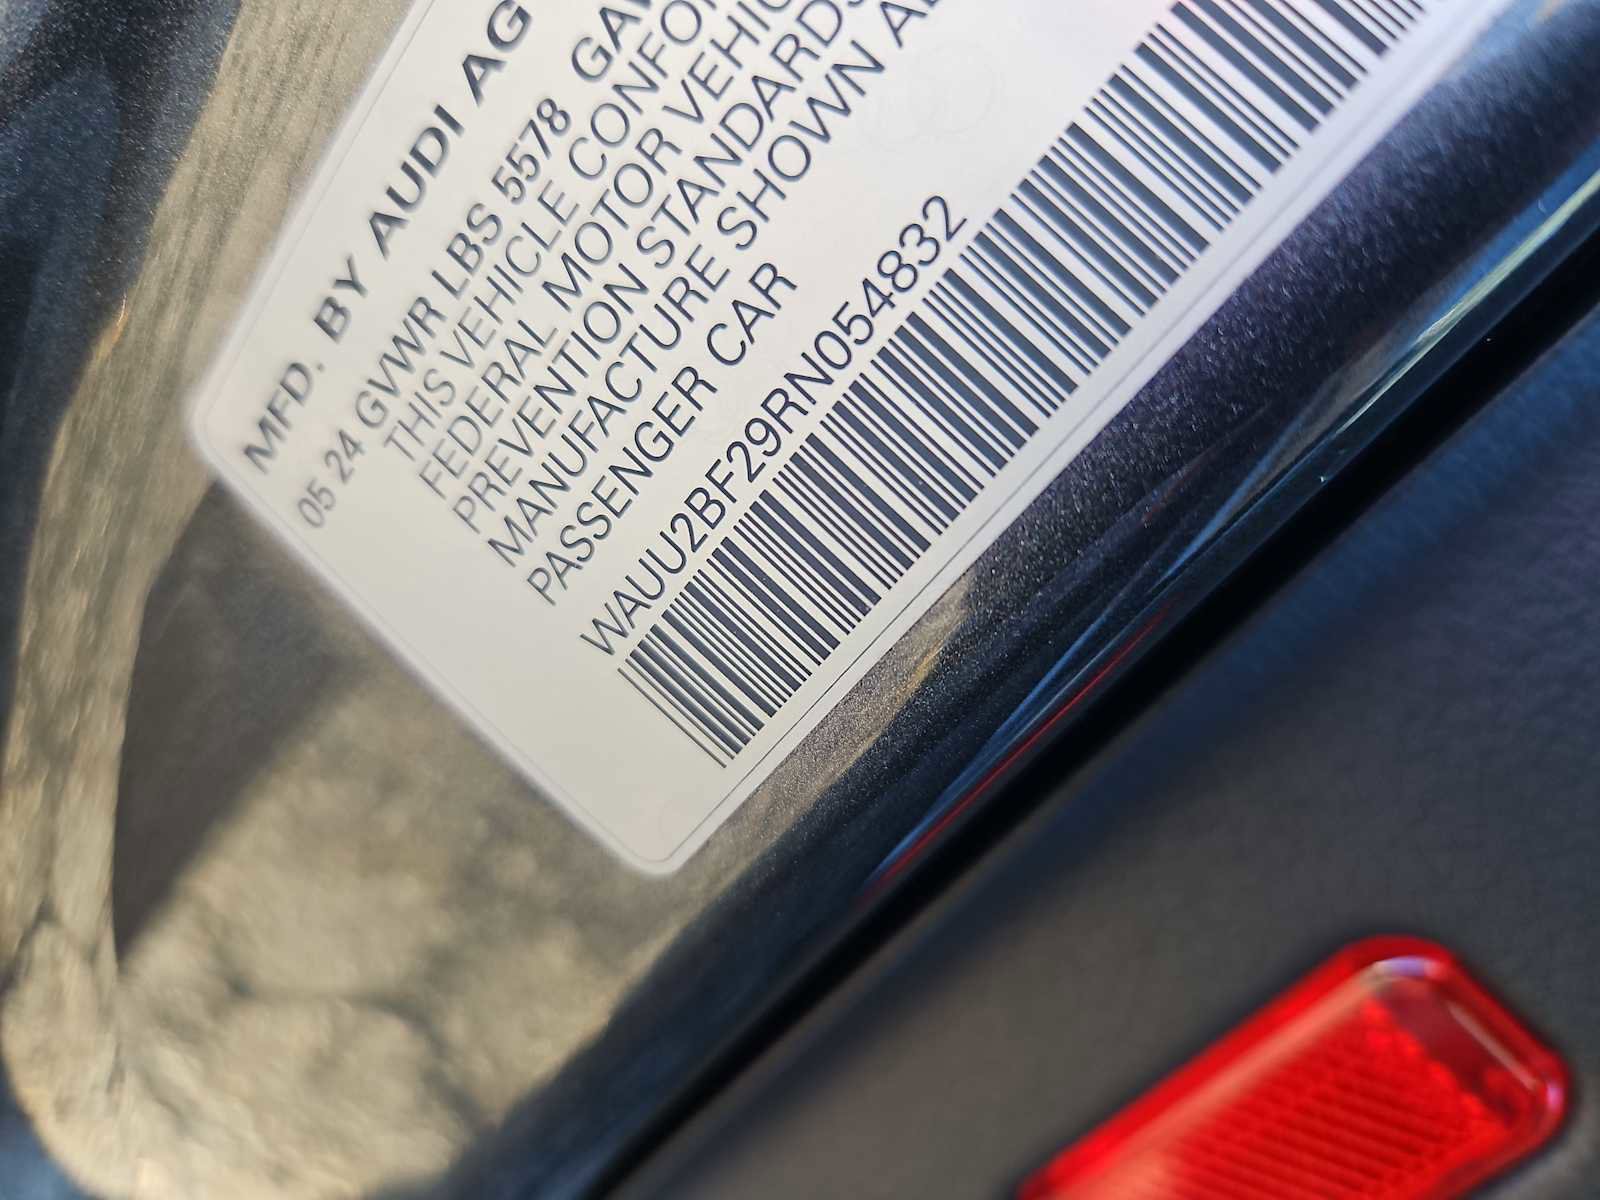 MFD. BY AUDI AG
05 24 GVWR LBS 5578
THIS VEHICLE
FEDERAL MOTOR VEHIC
PREVENTION STANDARDS
MANUFACTURE SHOWN
PASSENGER CAR
WAUU2BF29RN054832